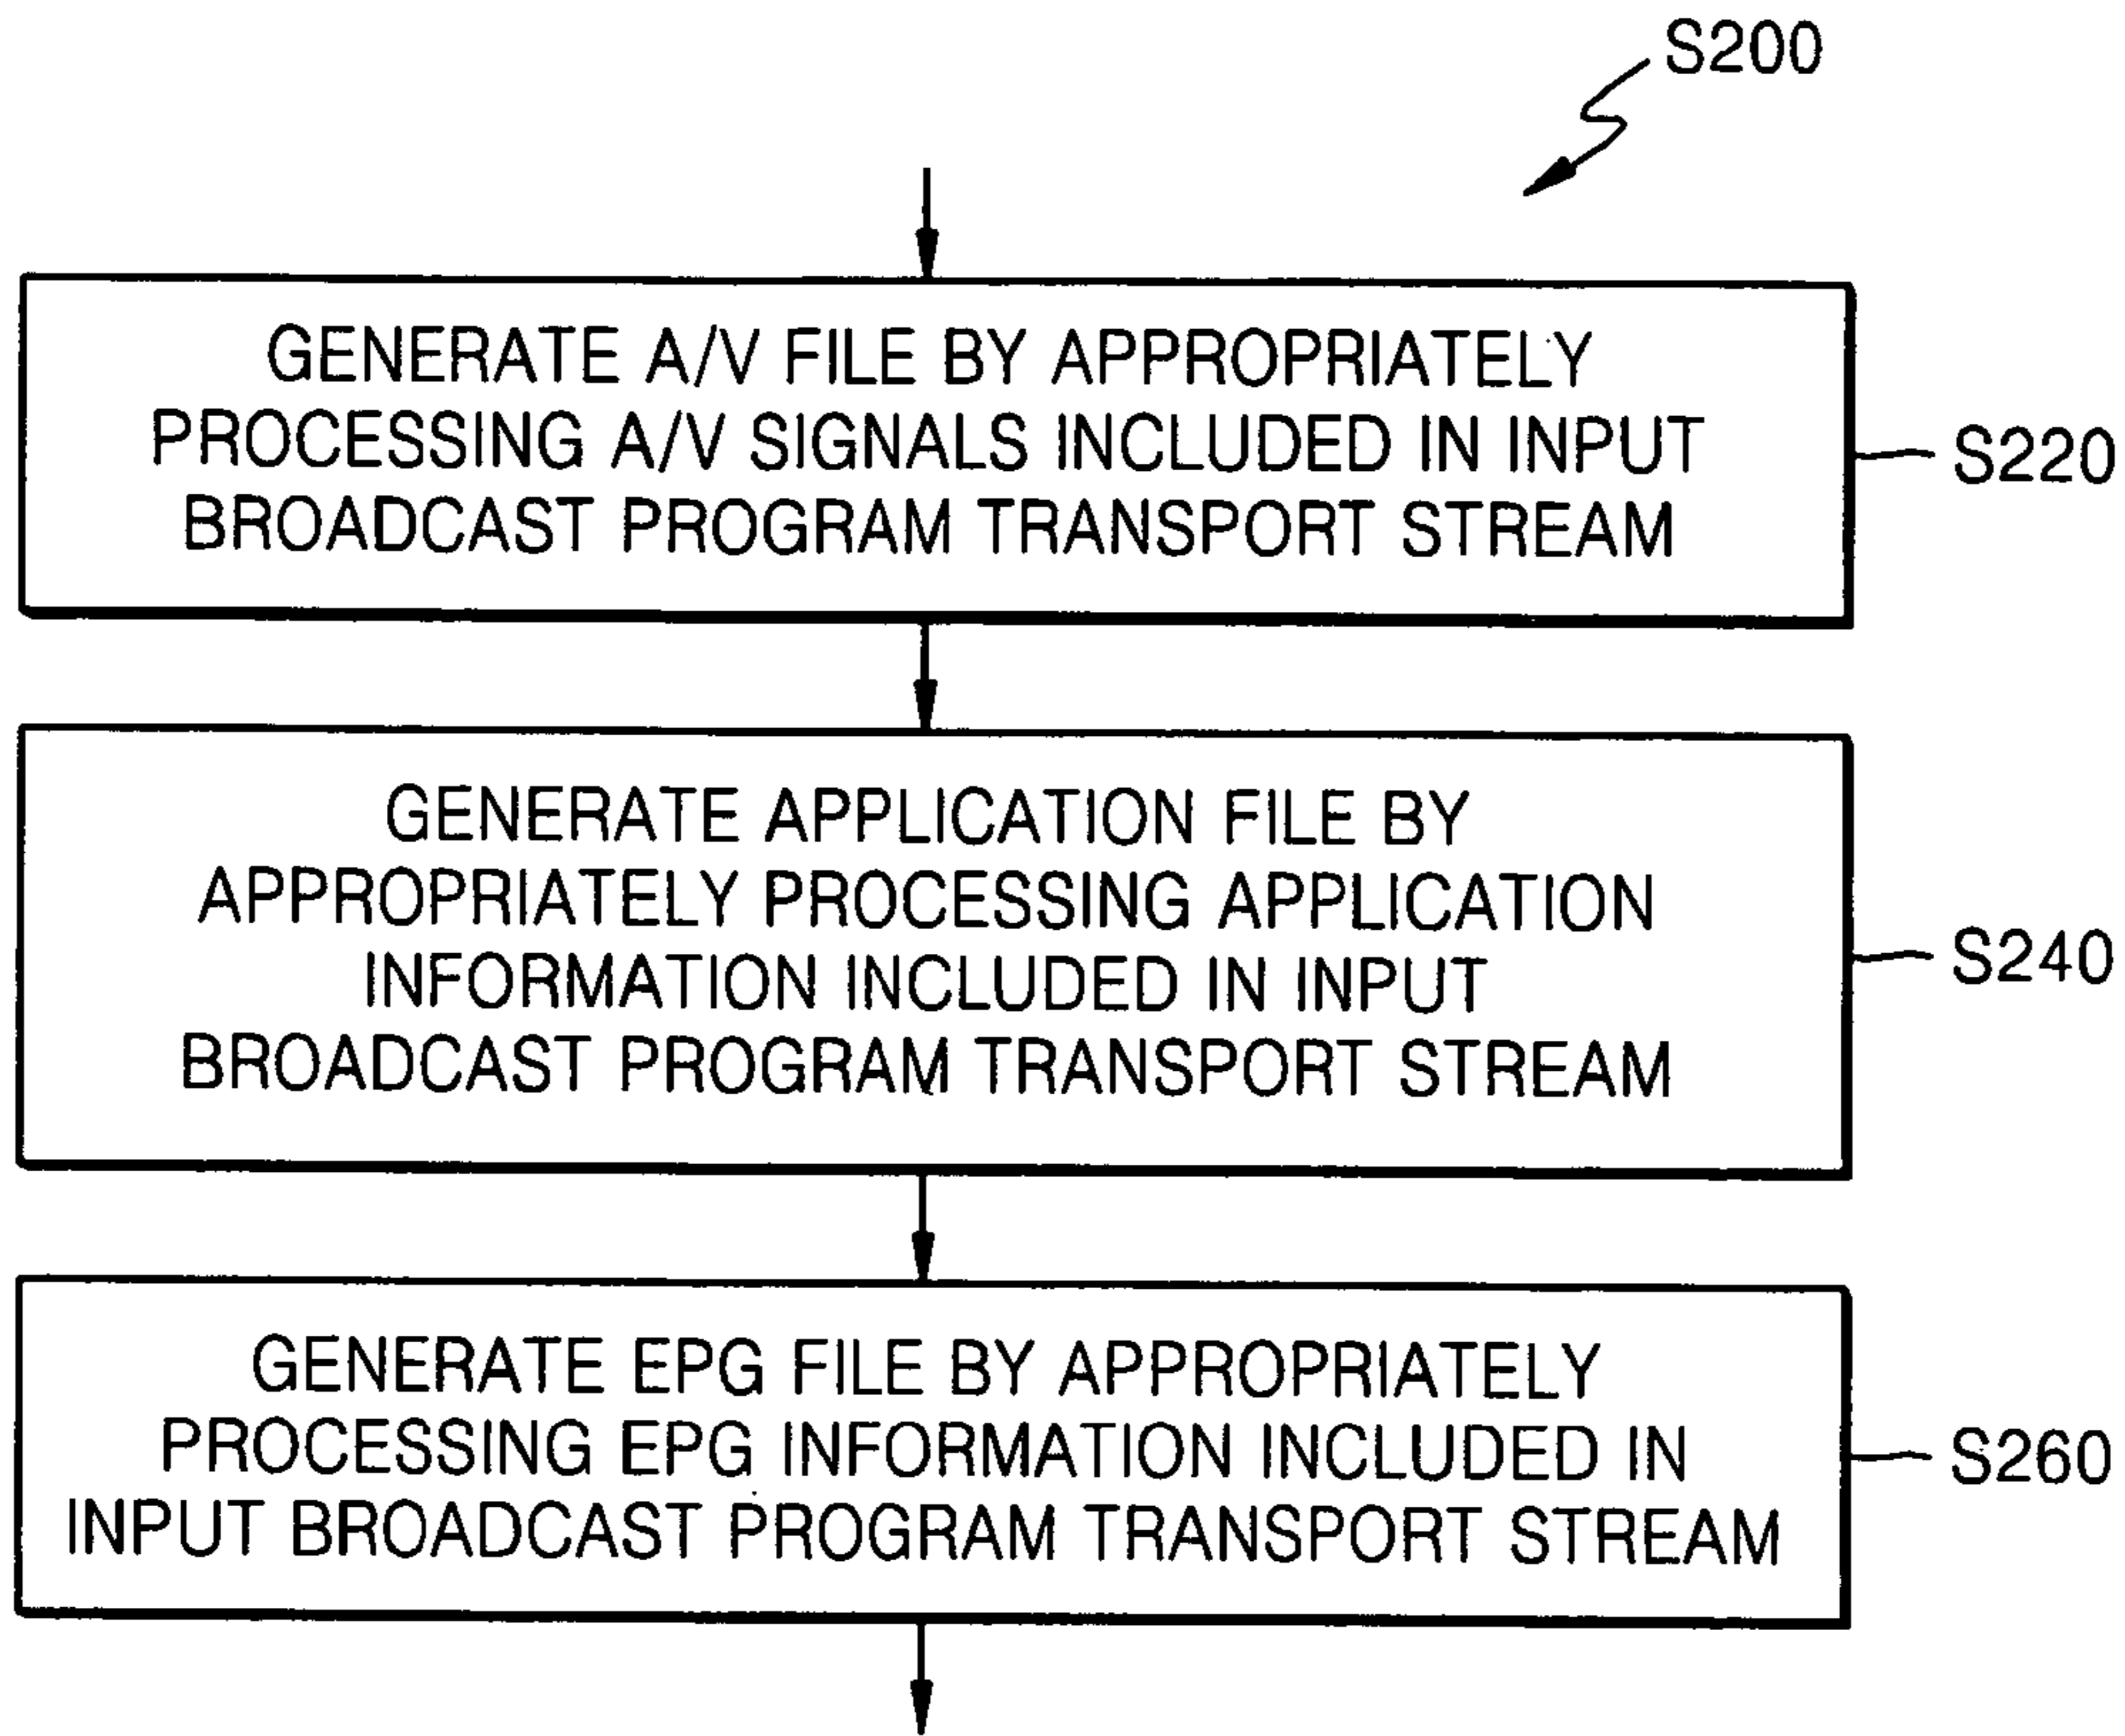 S200
GENERATE A/V FILE BY APPROPRIATELY
PROCESSING A/V SIGNALS INCLUDED IN INPUT
BROADCAST PROGRAM TRANSPORT STREAM
S220
GENERATE APPLICATION FILE BY
APPROPRIATELY PROCESSING APPLICATION
INFORMATION INCLUDED IN INPUT
BROADCAST PROGRAM TRANSPORT STREAM
S240
GENERATE EPG FILE BY APPROPRIATELY
PROCESSING EPG INFORMATION INCLUDED IN
INPUT BROADCAST PROGRAM TRANSPORT STREAM
S260